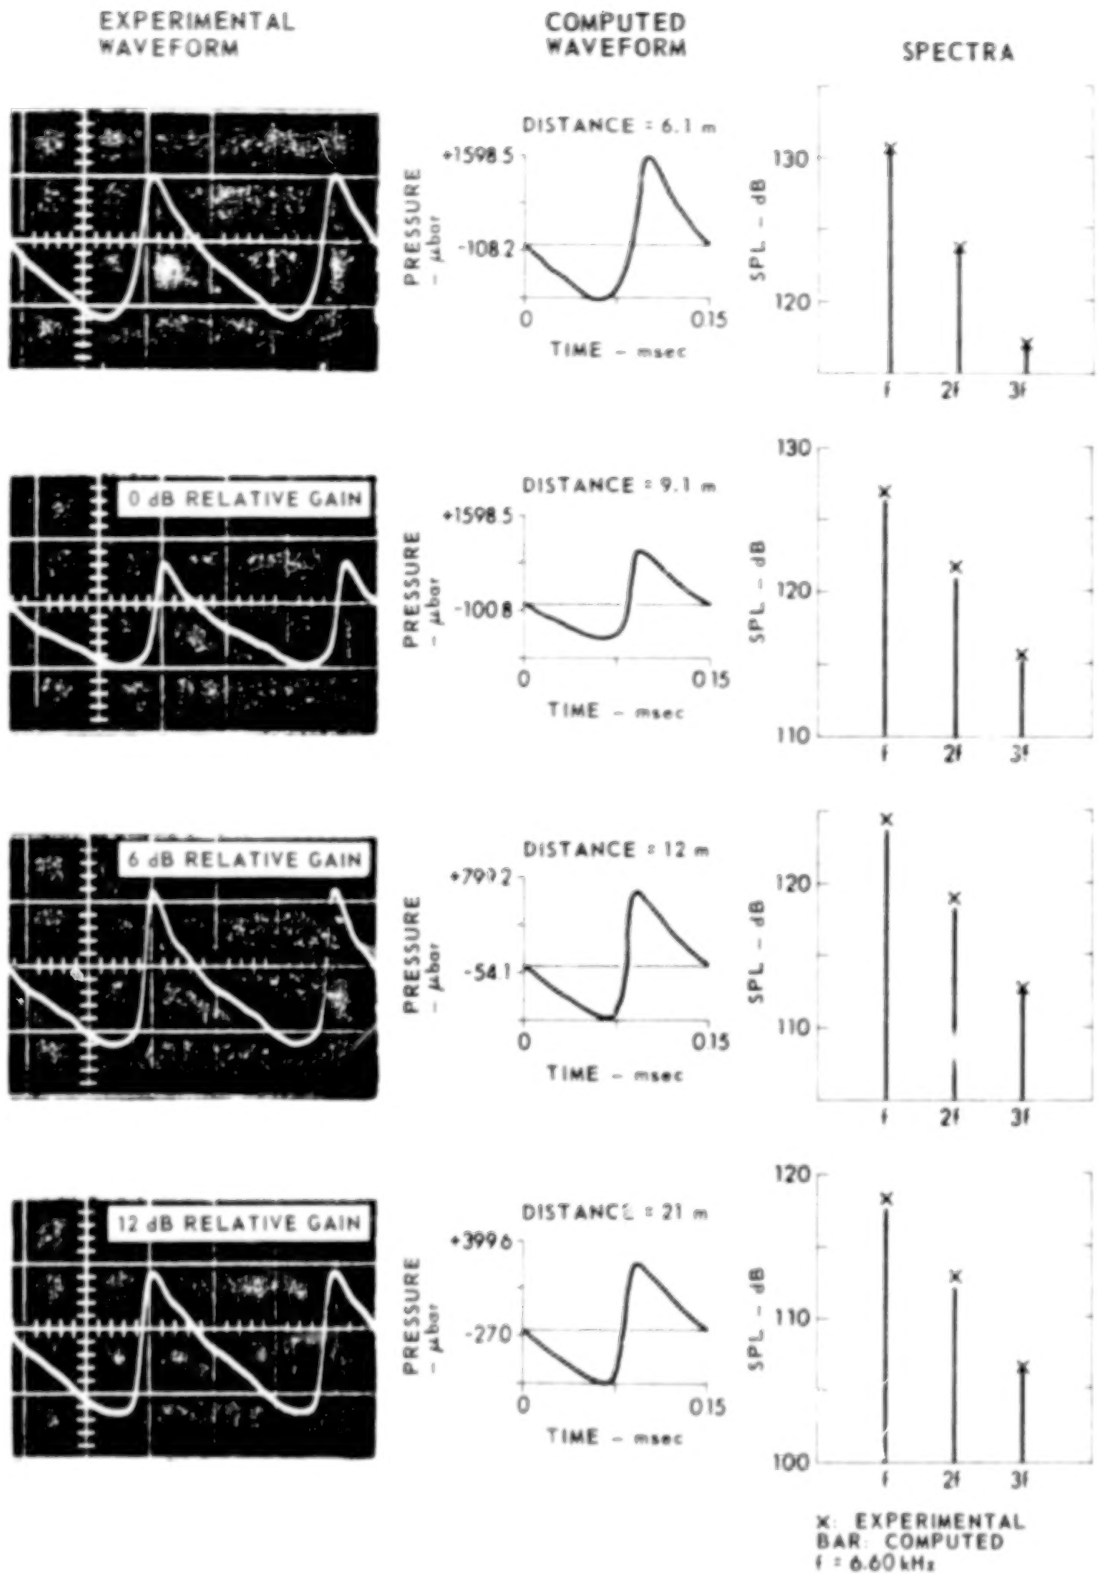 EXPERIMENTAL
WAVEFORM
COMPUTED
WAVEFORM
SPECTRA
DISTANCE = 6.1 m
+1598.5
-108.2
PRESSURE
- μbar
0
0.15
TIME - msec
SPL - dB
130
120
f
2f
3f
0 dB RELATIVE GAIN
DISTANCE = 9.1 m
+1598.5
-100.8
PRESSURE
- μbar
0
0.15
TIME - msec
SPL - dB
130
120
110
f
2f
3f
6 dB RELATIVE GAIN
DISTANCE = 12 m
+799.2
-54.1
PRESSURE
- μbar
0
0.15
TIME - msec
SPL - dB
120
110
f
2f
3f
12 dB RELATIVE GAIN
DISTANCE = 21 m
+399.6
-27.0
PRESSURE
- μbar
0
0.15
TIME - msec
SPL - dB
120
110
100
f
2f
3f
X: EXPERIMENTAL
BAR: COMPUTED
f = 6.60 kHz